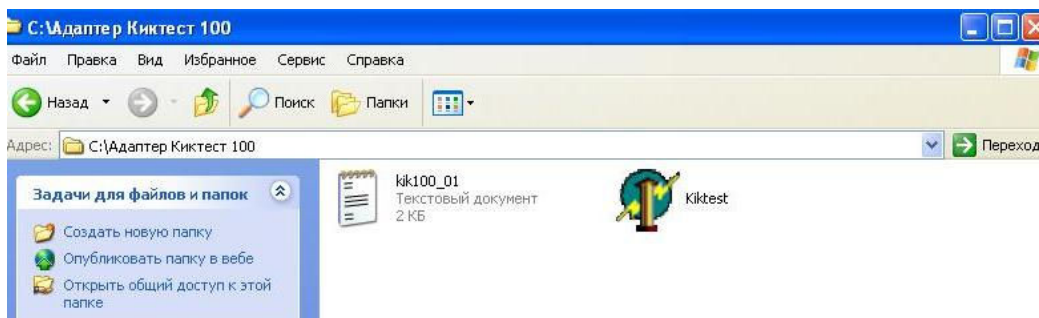 C:\Адаптер Киктест 100
Файл Правка Вид Избранное Сервис Справка
Назад Поиск Папки
Адрес: C:\Адаптер Киктест 100 Переход
Задачи для файлов и папок
Создать новую папку
Опубликовать папку в вебе
Открыть общий доступ к этой
папке
kik100_01
Текстовый документ
2 КБ
Kiktest